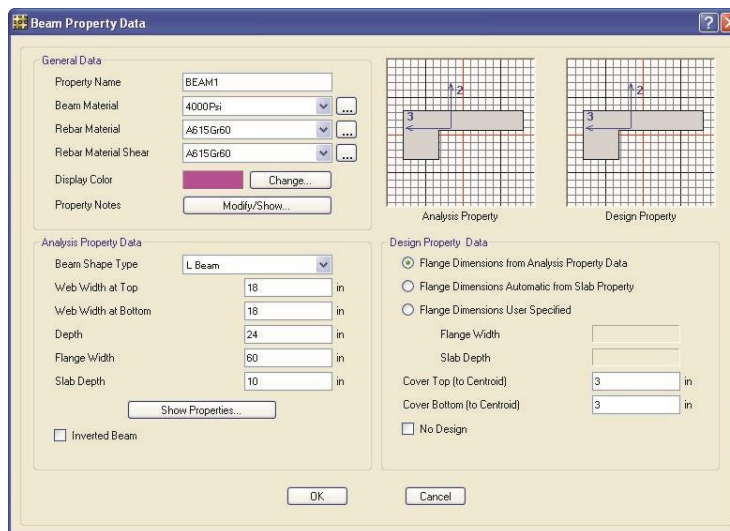 Beam Property Data
General Data
Property Name BEAM1
Beam Material 4000Psi ...
Rebar Material A615Gr60 ...
Rebar Material Shear A615Gr60 ...
Display Color Change...
Property Notes Modify/Show...
2
3
Analysis Property
2
3
Design Property
Analysis Property Data
Beam Shape Type L Beam
Web Width at Top 18 in
Web Width at Bottom 18 in
Depth 24 in
Flange Width 60 in
Slab Depth 10 in
Show Properties...
Inverted Beam
Design Property Data
Flange Dimensions from Analysis Property Data
Flange Dimensions Automatic from Slab Property
Flange Dimensions User Specified
Flange Width
Slab Depth
Cover Top (to Centroid) 3 in
Cover Bottom (to Centroid) 3 in
No Design
OK Cancel